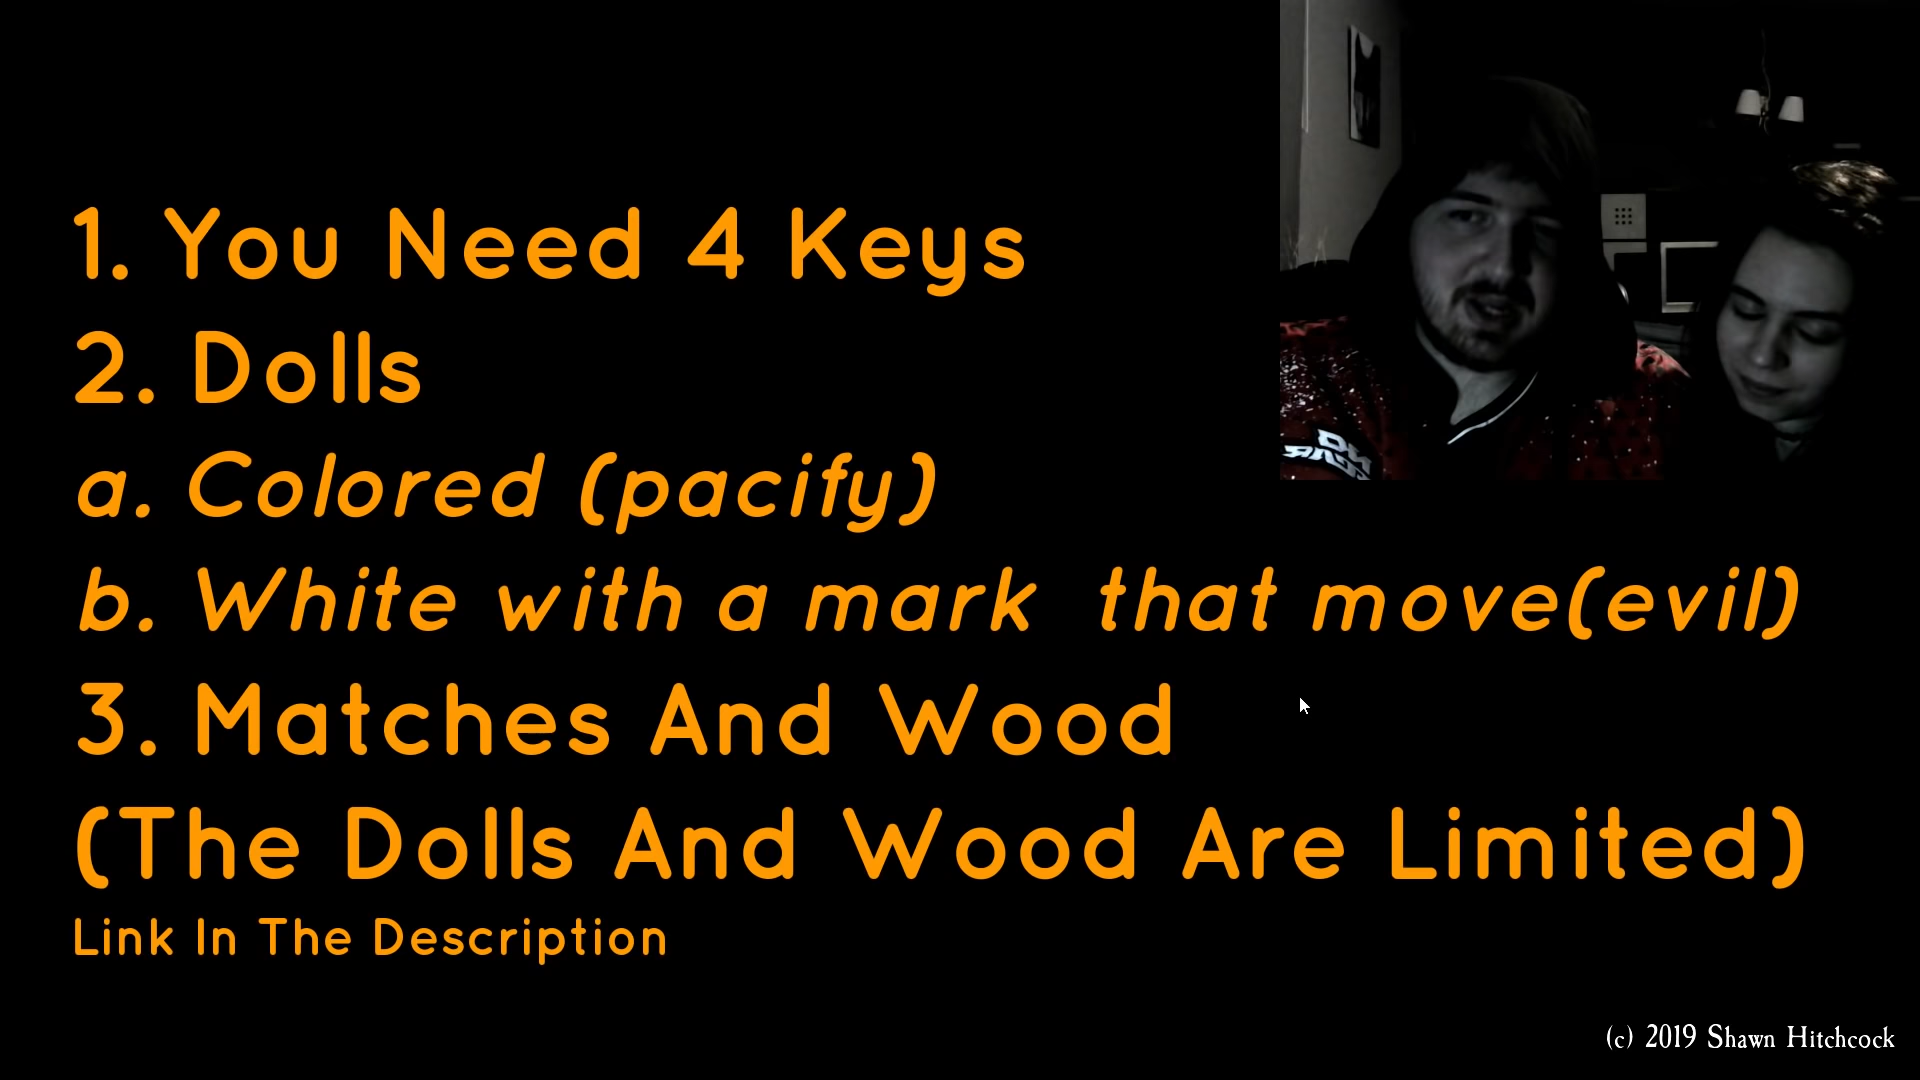 1. You Need 4 Keys
2. Dolls
a. Colored (pacify)
b. White with a mark  that move(evil)
3. Matches And Wood
(The Dolls And Wood Are Limited)
Link In The Description
(c) 2019 Shawn Hitchcock